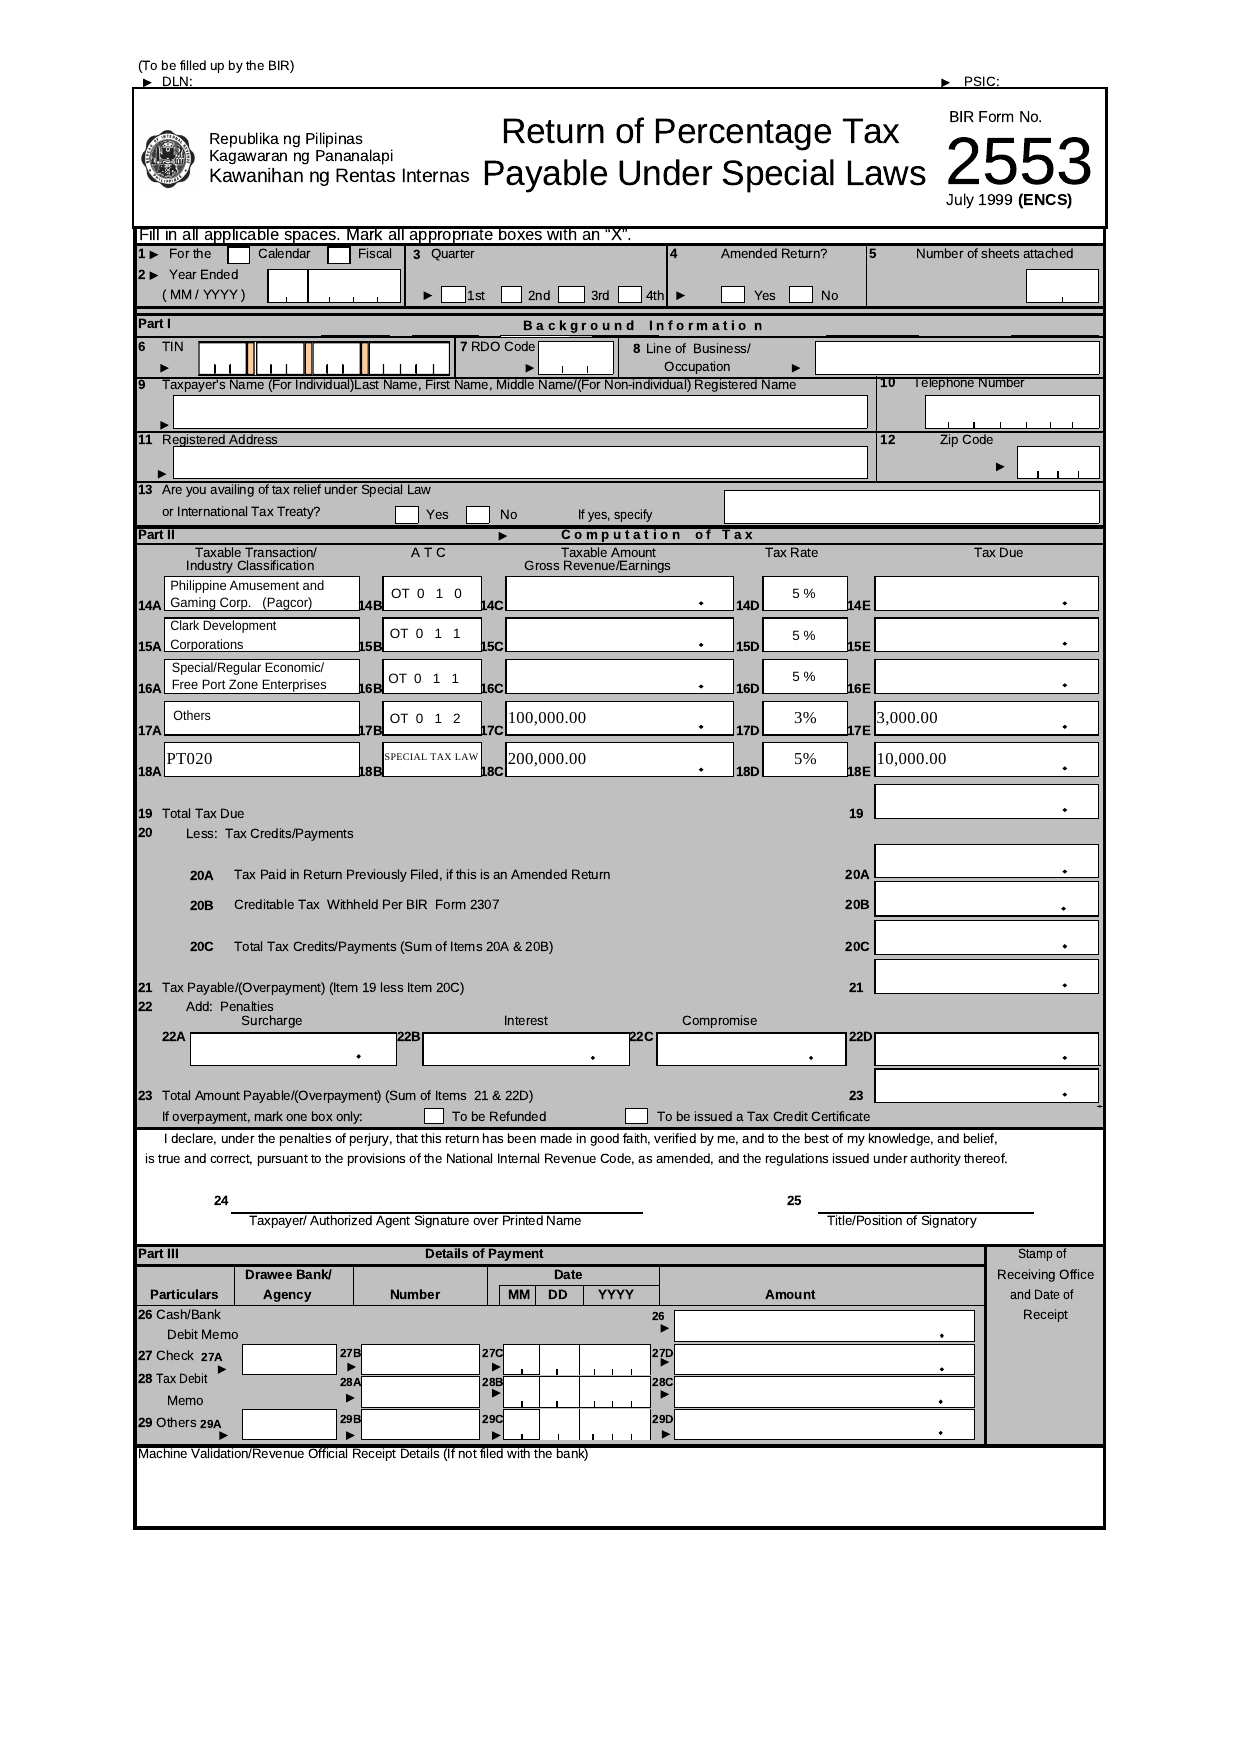 (To be filled up by the BIR)
DLN: PSIC:
Republika ng Pilipinas
Kagawaran ng Pananalapi
Kawanihan ng Rentas Internas
Return of Percentage Tax
Payable Under Special Laws
BIR Form No.
2553
July 1999 (ENCS)
Fill in all applicable spaces. Mark all appropriate boxes with an “X”.
1 For the Calendar Fiscal 3 Quarter 4 Amended Return? 5 Number of sheets attached
2 Year Ended
( MM / YYYY ) 1st 2nd 3rd 4th Yes No
Part I Background Information
6 TIN 7 RDO Code 8 Line of Business/
Occupation
9 Taxpayer's Name (For Individual)Last Name, First Name, Middle Name/(For Non-individual) Registered Name 10 Telephone Number
11 Registered Address 12 Zip Code
13 Are you availing of tax relief under Special Law
or International Tax Treaty? Yes No If yes, specify
Part II Computation of Tax
Taxable Transaction/ A T C Taxable Amount Tax Rate Tax Due
Industry Classification Gross Revenue/Earnings
Philippine Amusement and
Gaming Corp. (Pagcor)
14A 14B OT 0 1 0 14C 14D 5 % 14E
Clark Development
Corporations
15A 15B OT 0 1 1 15C 15D 5 % 15E
Special/Regular Economic/
Free Port Zone Enterprises
16A 16B OT 0 1 1 16C 16D 5 % 16E
17A Others 17B OT 0 1 2 17C 100,000.00 17D 3% 17E 3,000.00
18A PT020 18B SPECIAL TAX LAW 18C 200,000.00 18D 5% 18E 10,000.00
19 Total Tax Due 19
20 Less: Tax Credits/Payments
20A Tax Paid in Return Previously Filed, if this is an Amended Return 20A
20B Creditable Tax Withheld Per BIR Form 2307 20B
20C Total Tax Credits/Payments (Sum of Items 20A & 20B) 20C
21 Tax Payable/(Overpayment) (Item 19 less Item 20C) 21
22 Add: Penalties
Surcharge Interest Compromise
22A 22B 22C 22D
23 Total Amount Payable/(Overpayment) (Sum of Items 21 & 22D) 23
If overpayment, mark one box only: To be Refunded To be issued a Tax Credit Certificate
I declare, under the penalties of perjury, that this return has been made in good faith, verified by me, and to the best of my knowledge, and belief,
is true and correct, pursuant to the provisions of the National Internal Revenue Code, as amended, and the regulations issued under authority thereof.
24 25
Taxpayer/ Authorized Agent Signature over Printed Name Title/Position of Signatory
Part III Details of Payment Stamp of
Drawee Bank/ Date Receiving Office
Particulars Agency Number MM DD YYYY Amount and Date of
26 Cash/Bank 26 Receipt
Debit Memo
27 Check 27A 27B 27C 27D
28 Tax Debit 28A 28B 28C
Memo
29 Others 29A 29B 29C 29D
Machine Validation/Revenue Official Receipt Details (If not filed with the bank)